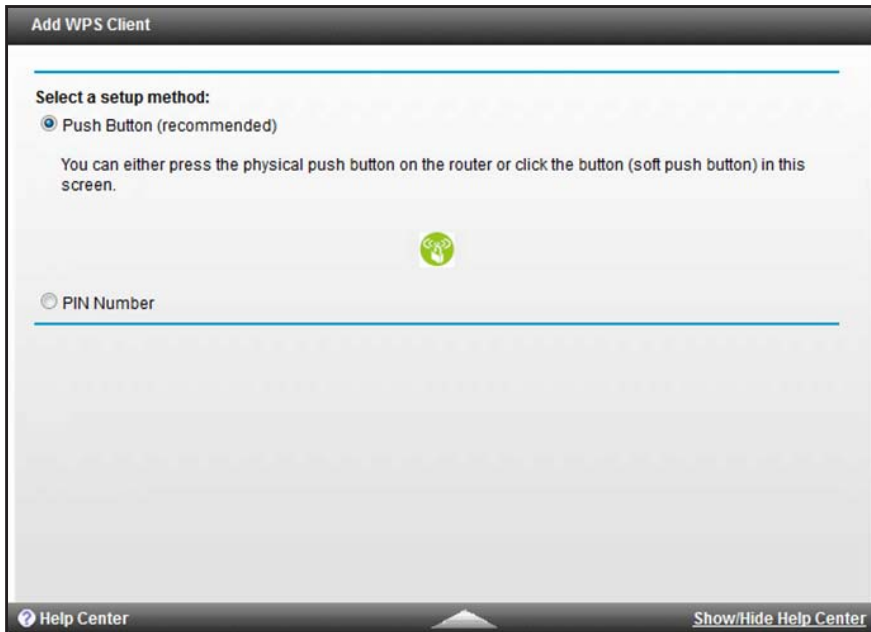 Add WPS Client
Select a setup method:
Push Button (recommended)
You can either press the physical push button on the router or click the button (soft push button) in this
screen.
PIN Number
Help Center
Show/Hide Help Center